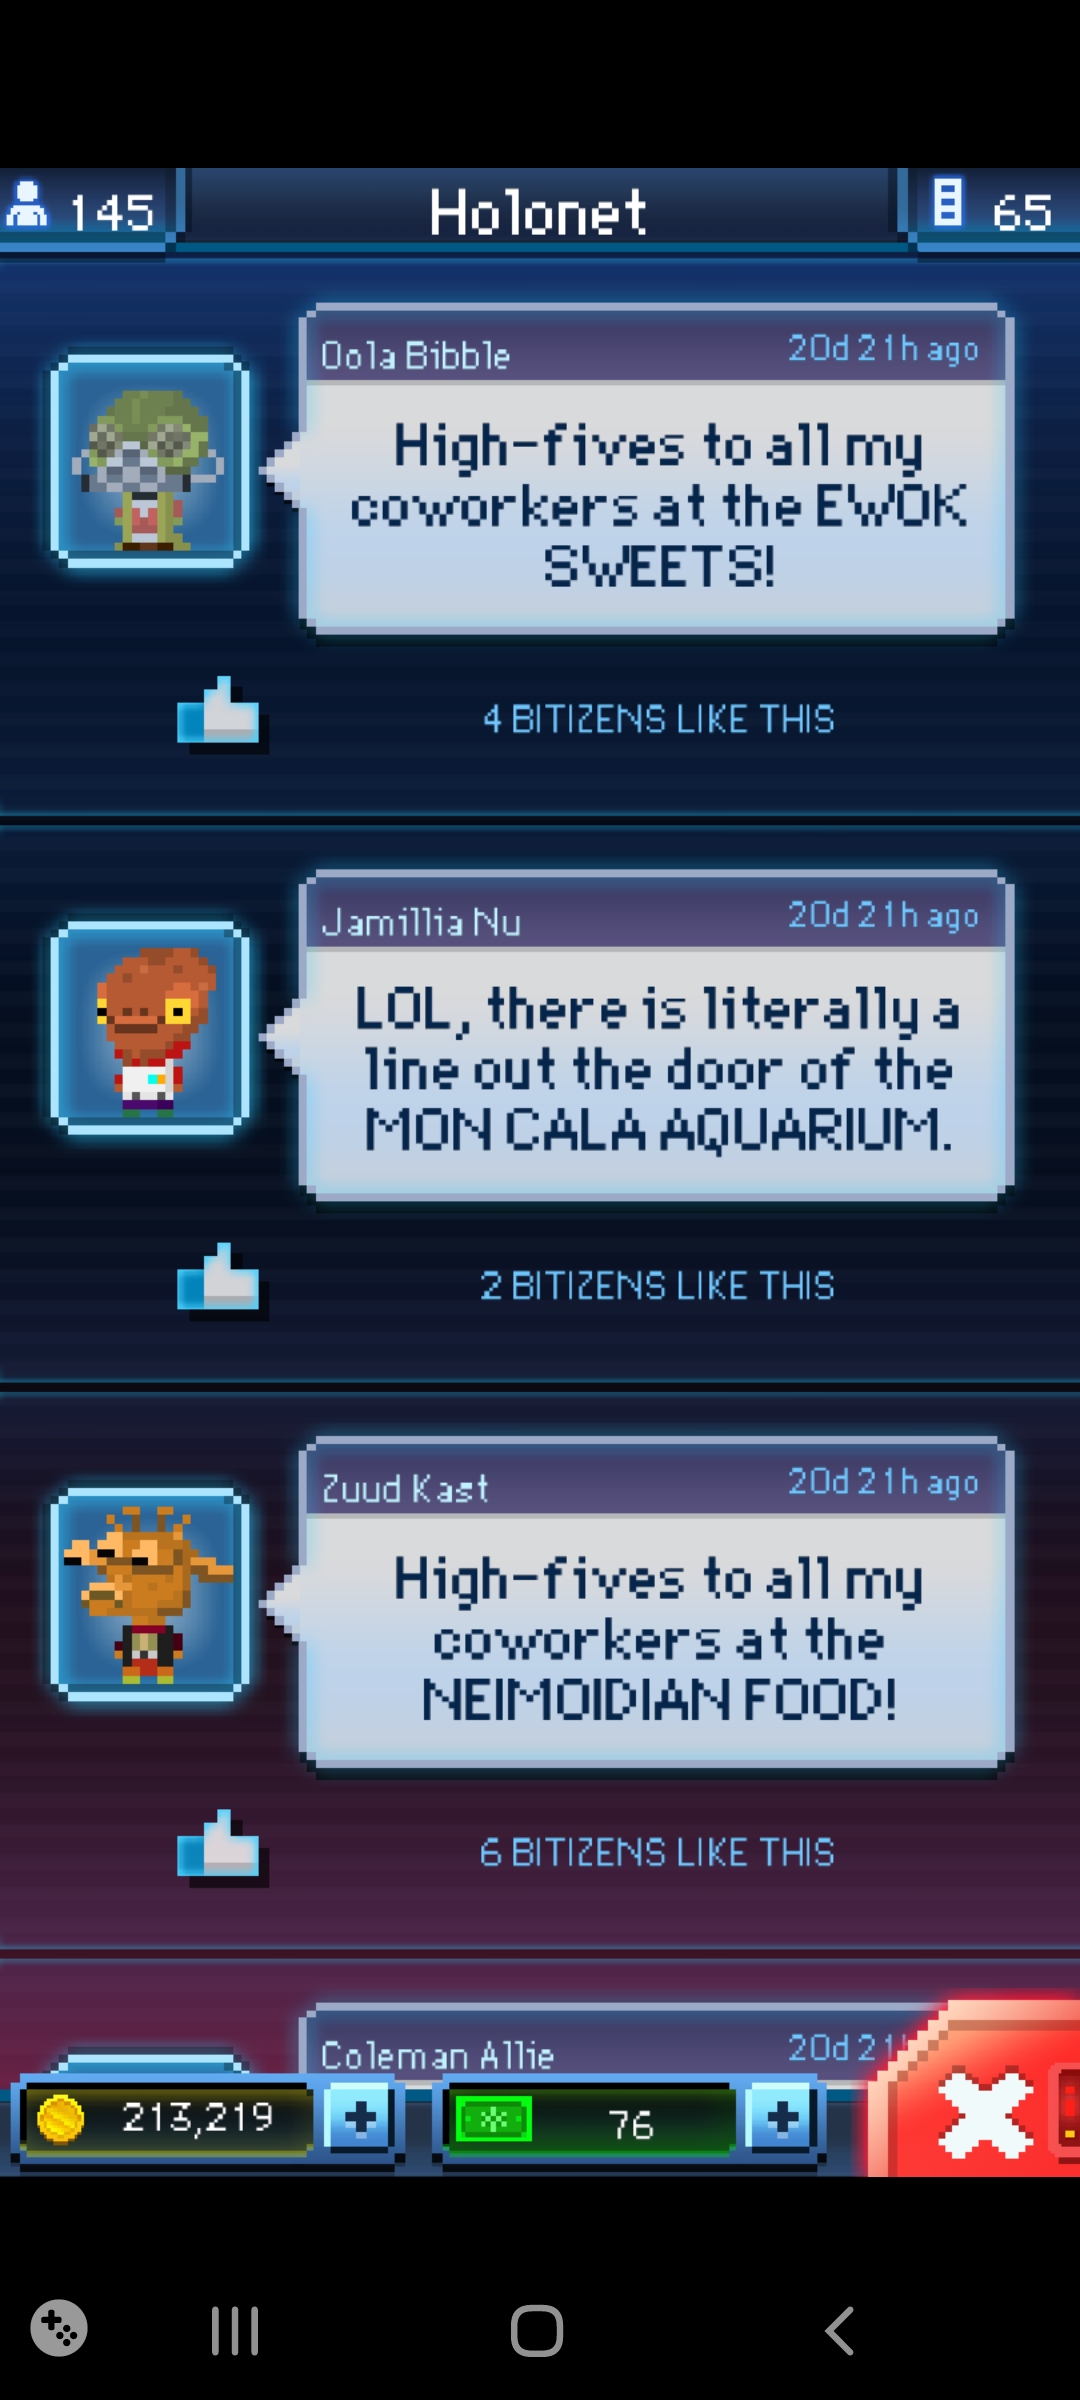 145
Holonet
65
Oola Bibble
20d 21h ago
High-fives to all my
coworkers at the EWOK
SWEETS!
4 BITIZENS LIKE THIS
Jamillia Nu
20d 21h ago
LOL, there is literally a
line out the door of the
MON CALA AQUARIUM.
2 BITIZENS LIKE THIS
Zuud Kast
20d 21h ago
High-fives to all my
coworkers at the
NEIMOIDIAN FOOD!
6 BITIZENS LIKE THIS
Coleman Allie
20d 21
213,219
76